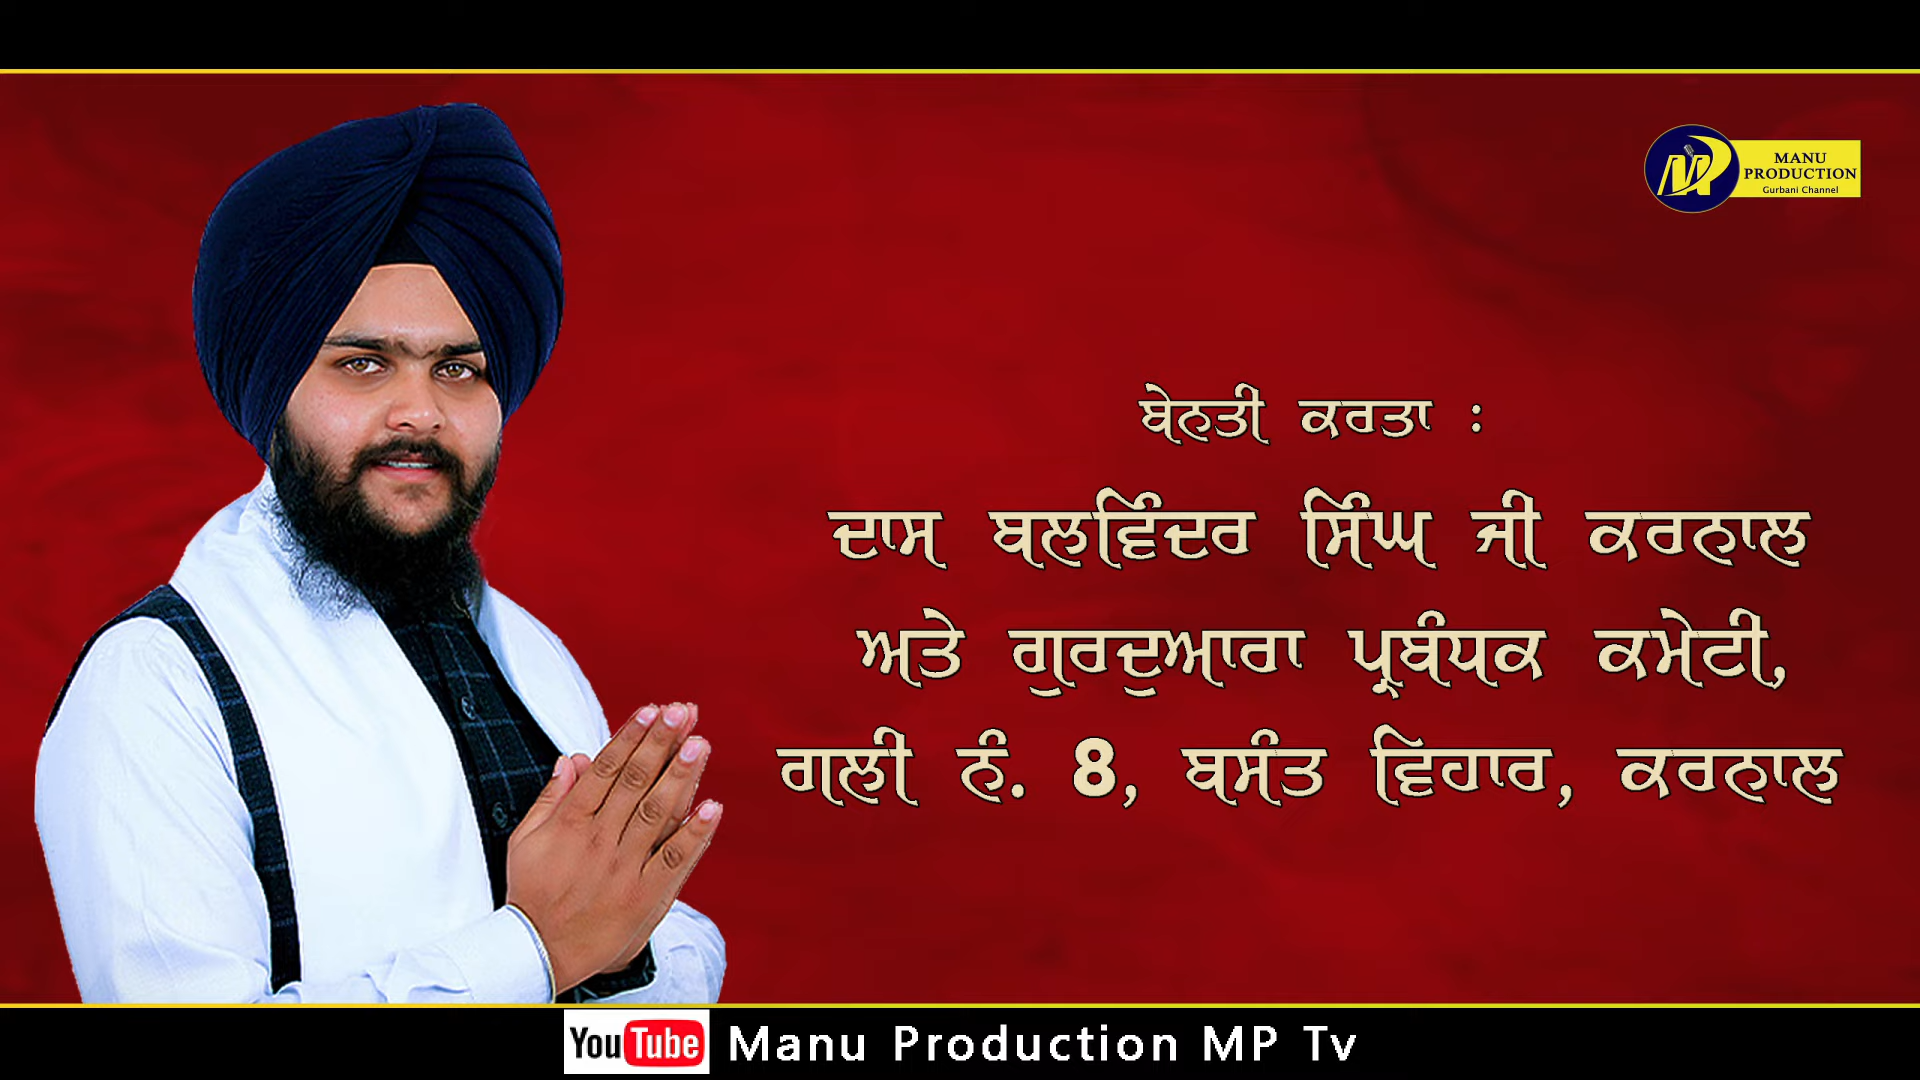 MANU
PRODUCTION
Gurbani Channel
ਬੇਨਤੀ ਕਰਤਾ :
ਦਾਸ ਬਲਵਿੰਦਰ ਸਿੰਘ ਜੀ ਕਰਨਾਲ
ਅਤੇ ਗੁਰਦੁਆਰਾ ਪ੍ਰਬੰਧਕ ਕਮੇਟੀ,
ਗਲੀ ਨੰ. 8, ਬਸੰਤ ਵਿਹਾਰ, ਕਰਨਾਲ
YouTube Manu Production MP Tv